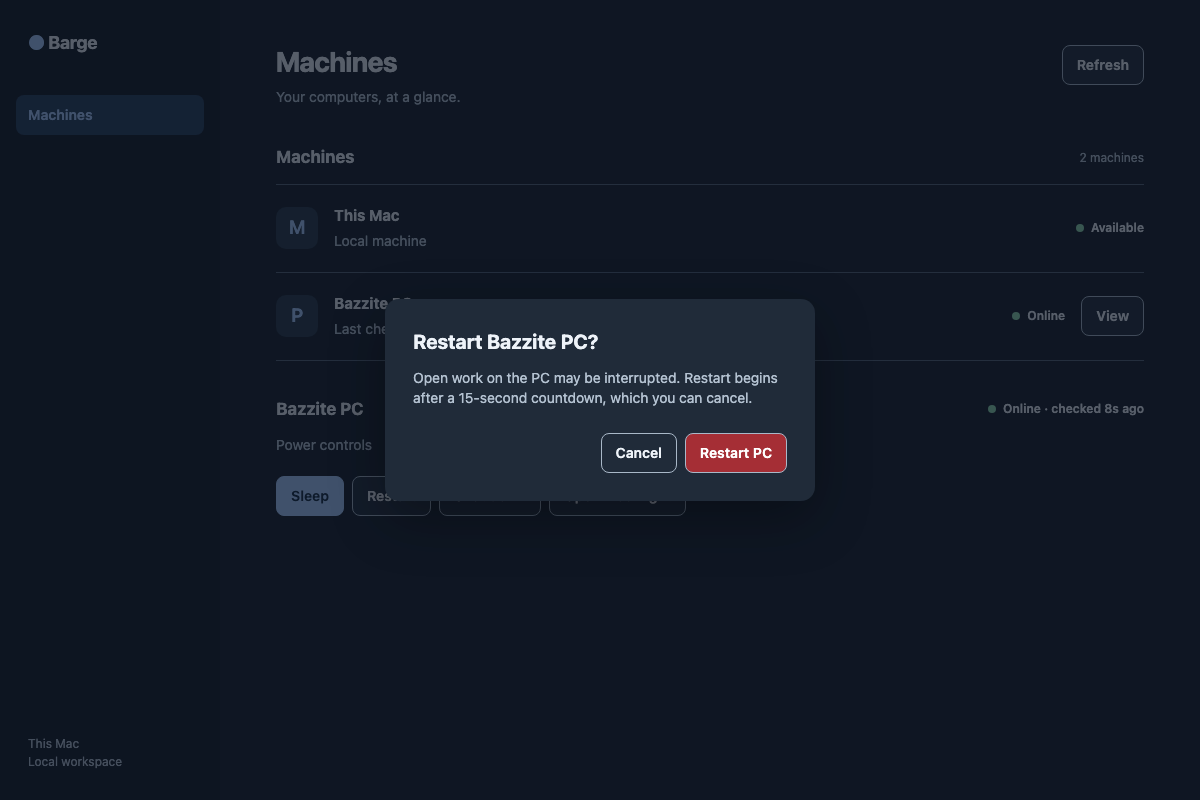 Barge
Machines
Machines
Your computers, at a glance.
Refresh
Machines
2 machines
M
This Mac
Local machine
Available
P
Bazzite
Last
Online
View
Restart Bazzite PC?
Open work on the PC may be interrupted. Restart begins
after a 15-second countdown, which you can cancel.
Cancel
Restart PC
Bazzite PC
Online · checked 8s ago
Power controls
Sleep
This Mac
Local workspace